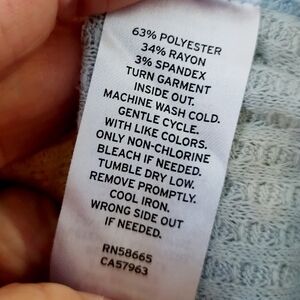 63% POLYESTER
34% RAYON
3% SPANDEX
TURN GARMENT
INSIDE OUT.
MACHINE WASH COLD.
GENTLE CYCLE.
WITH LIKE COLORS.
ONLY NON-CHLORINE
BLEACH IF NEEDED.
TUMBLE DRY LOW.
REMOVE PROMPTLY.
COOL IRON.
WRONG SIDE OUT
IF NEEDED.
RN58665
CA57963